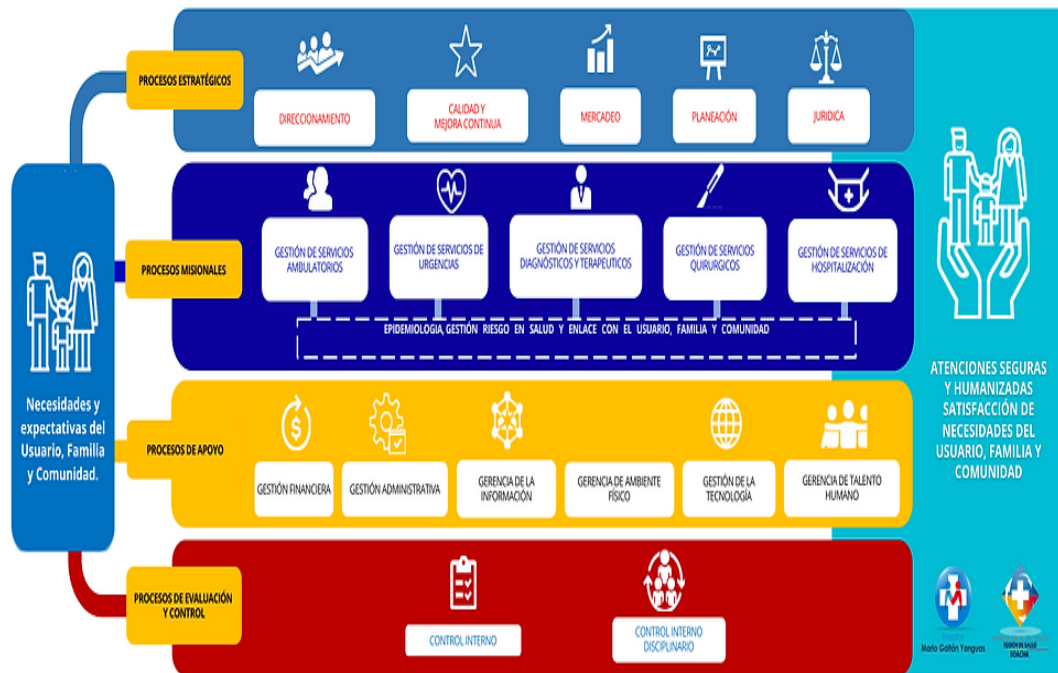 PROCESOS ESTRATÉGICOS
DIRECCIONAMIENTO
CALIDAD Y
MEJORA CONTINUA
MERCADEO
PLANEACIÓN
JURIDICA
PROCESOS MISIONALES
GESTIÓN DE SERVICIOS
AMBULATORIOS
GESTIÓN DE SERVICIOS DE
URGENCIAS
GESTIÓN DE SERVICIOS
DIAGNÓSTICOS Y TERAPEUTICOS
GESTIÓN DE SERVICIOS
QUIRURGICOS
GESTIÓN DE SERVICIOS DE
HOSPITALIZACIÓN
EPIDEMIOLOGIA, GESTIÓN RIESGO EN SALUD Y ENLACE CON EL USUARIO, FAMILIA Y COMUNIDAD
Necesidades y
expectativas del
Usuario, Familia
y Comunidad.
PROCESOS DE APOYO
GESTIÓN FINANCIERA
GESTIÓN ADMINISTRATIVA
GERENCIA DE LA
INFORMACIÓN
GERENCIA DE AMBIENTE
FÍSICO
GESTIÓN DE LA
TECNOLOGÍA
GERENCIA DE TALENTO
HUMANO
PROCESOS DE EVALUACIÓN
Y CONTROL
CONTROL INTERNO
CONTROL INTERNO
DISCIPLINARIO
ATENCIONES SEGURAS
Y HUMANIZADAS
SATISFACCIÓN DE
NECESIDADES DEL
USUARIO, FAMILIA Y
COMUNIDAD
Hospital
Mario Gaitán Yanguas
REGIÓN DE SALUD
SOACHA